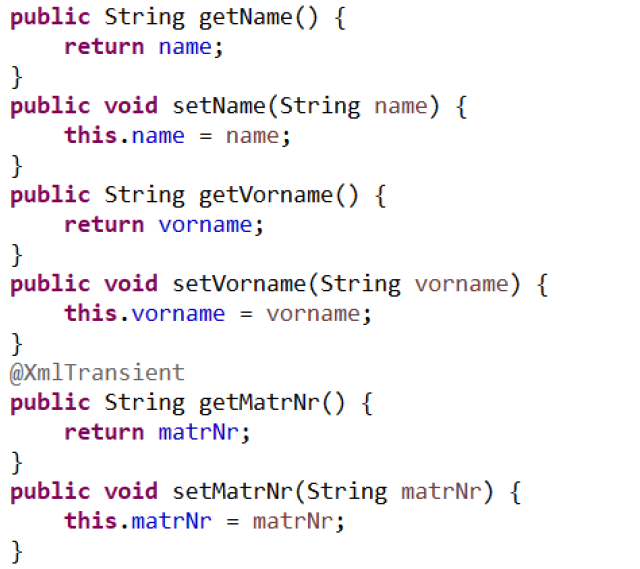 public String getName() {
    return name;
}
public void setName(String name) {
    this.name = name;
}
public String getVorname() {
    return vorname;
}
public void setVorname(String vorname) {
    this.vorname = vorname;
}
@XmlTransient
public String getMatrNr() {
    return matrNr;
}
public void setMatrNr(String matrNr) {
    this.matrNr = matrNr;
}